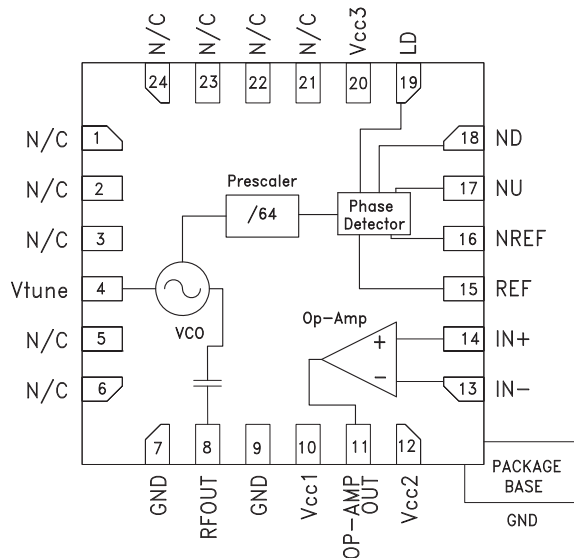 N/C
N/C
N/C
N/C
Vcc3
LD
24
23
22
21
20
19
N/C 1
N/C 2
N/C 3
Vtune 4
N/C 5
N/C 6
18 ND
17 NU
16 NREF
15 REF
14 IN+
13 IN-
Prescaler
/64
Phase
Detector
VCO
Op-Amp
+
-
7
8
9
10
11
12
GND
RFOUT
GND
Vcc1
OP-AMP
OUT
Vcc2
PACKAGE
BASE
GND